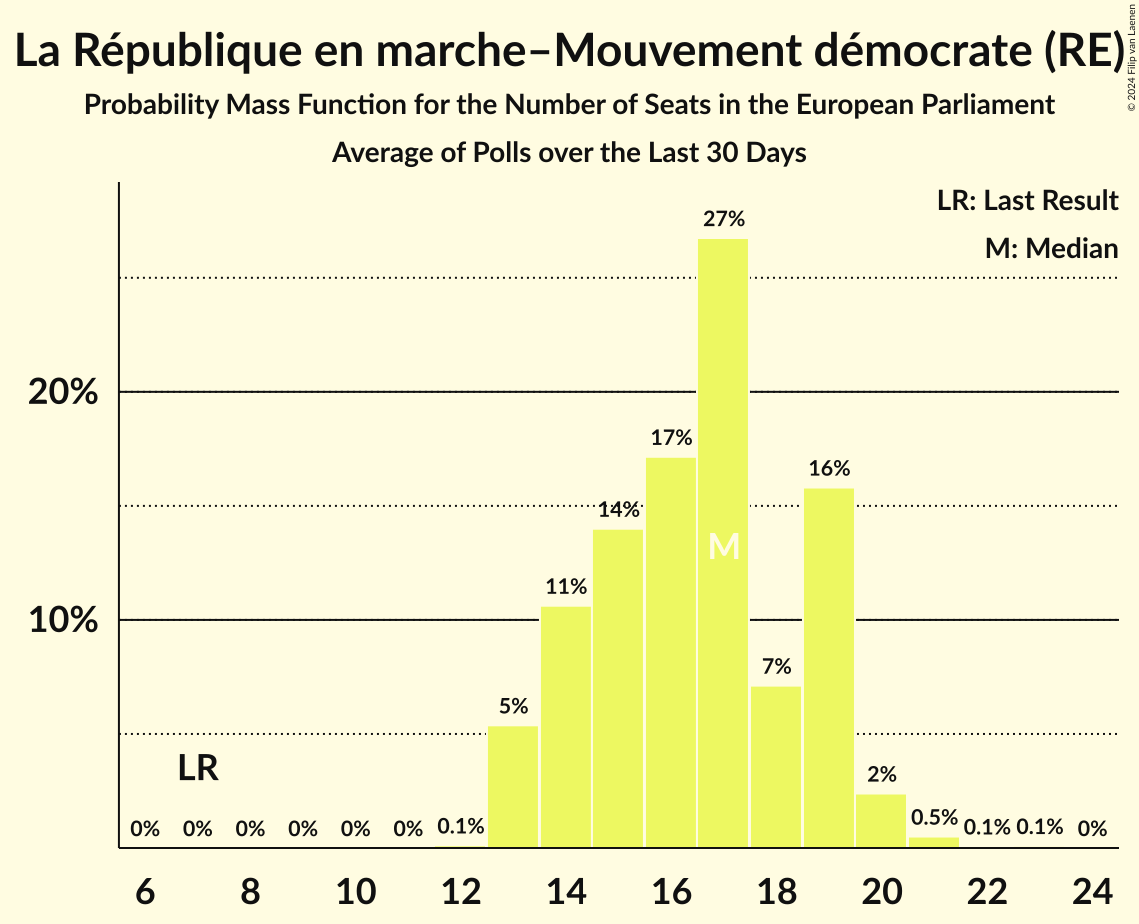 La République en marche–Mouvement démocrate (RE)
© 2024 Filip van Laenen
Probability Mass Function for the Number of Seats in the European Parliament
Average of Polls over the Last 30 Days
LR: Last Result
M: Median
27%
20%
17%
16%
14%
M
11%
10%
7%
5%
LR
2%
0% 0% 0% 0% 0% 0% 0.1% 0.5% 0.1% 0.1% 0%
6 8 10 12 14 16 18 20 22 24